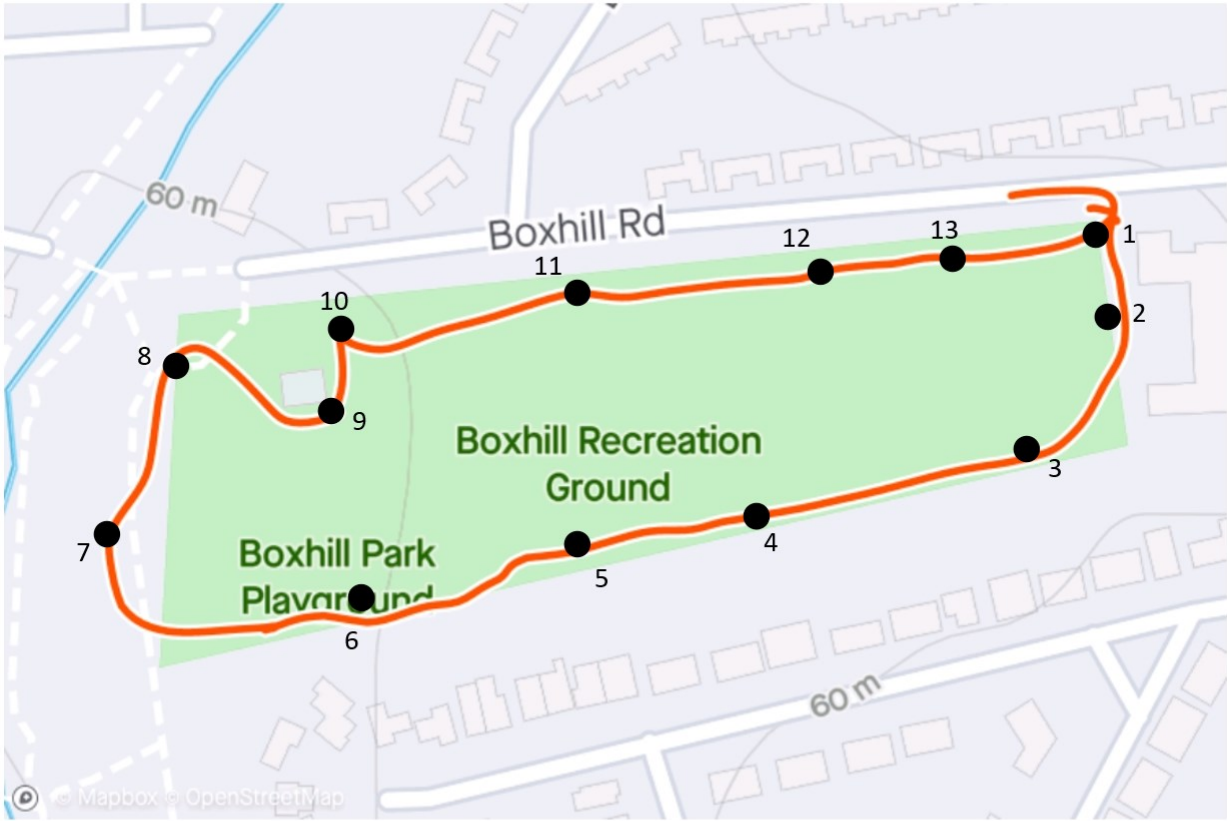 60 m
Boxhill Rd
1
13
12
11
2
10
8
9
Boxhill Recreation
Ground
3
4
7
5
Boxhill Park
Playground
6
60 m
© Mapbox © OpenStreetMap